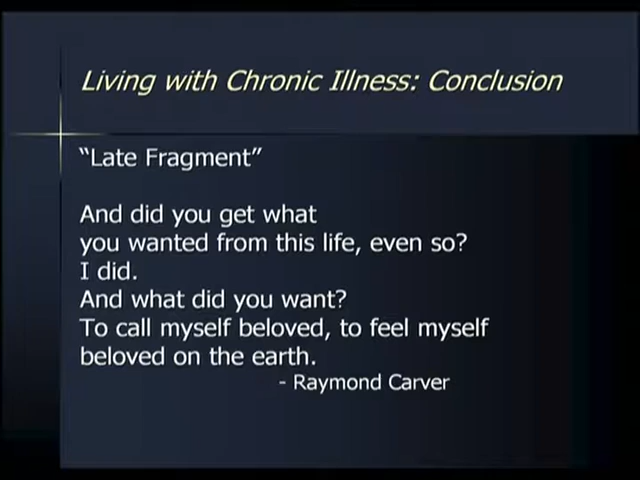 Living with Chronic Illness: Conclusion
“Late Fragment”
And did you get what
you wanted from this life, even so?
I did.
And what did you want?
To call myself beloved, to feel myself
beloved on the earth.
- Raymond Carver